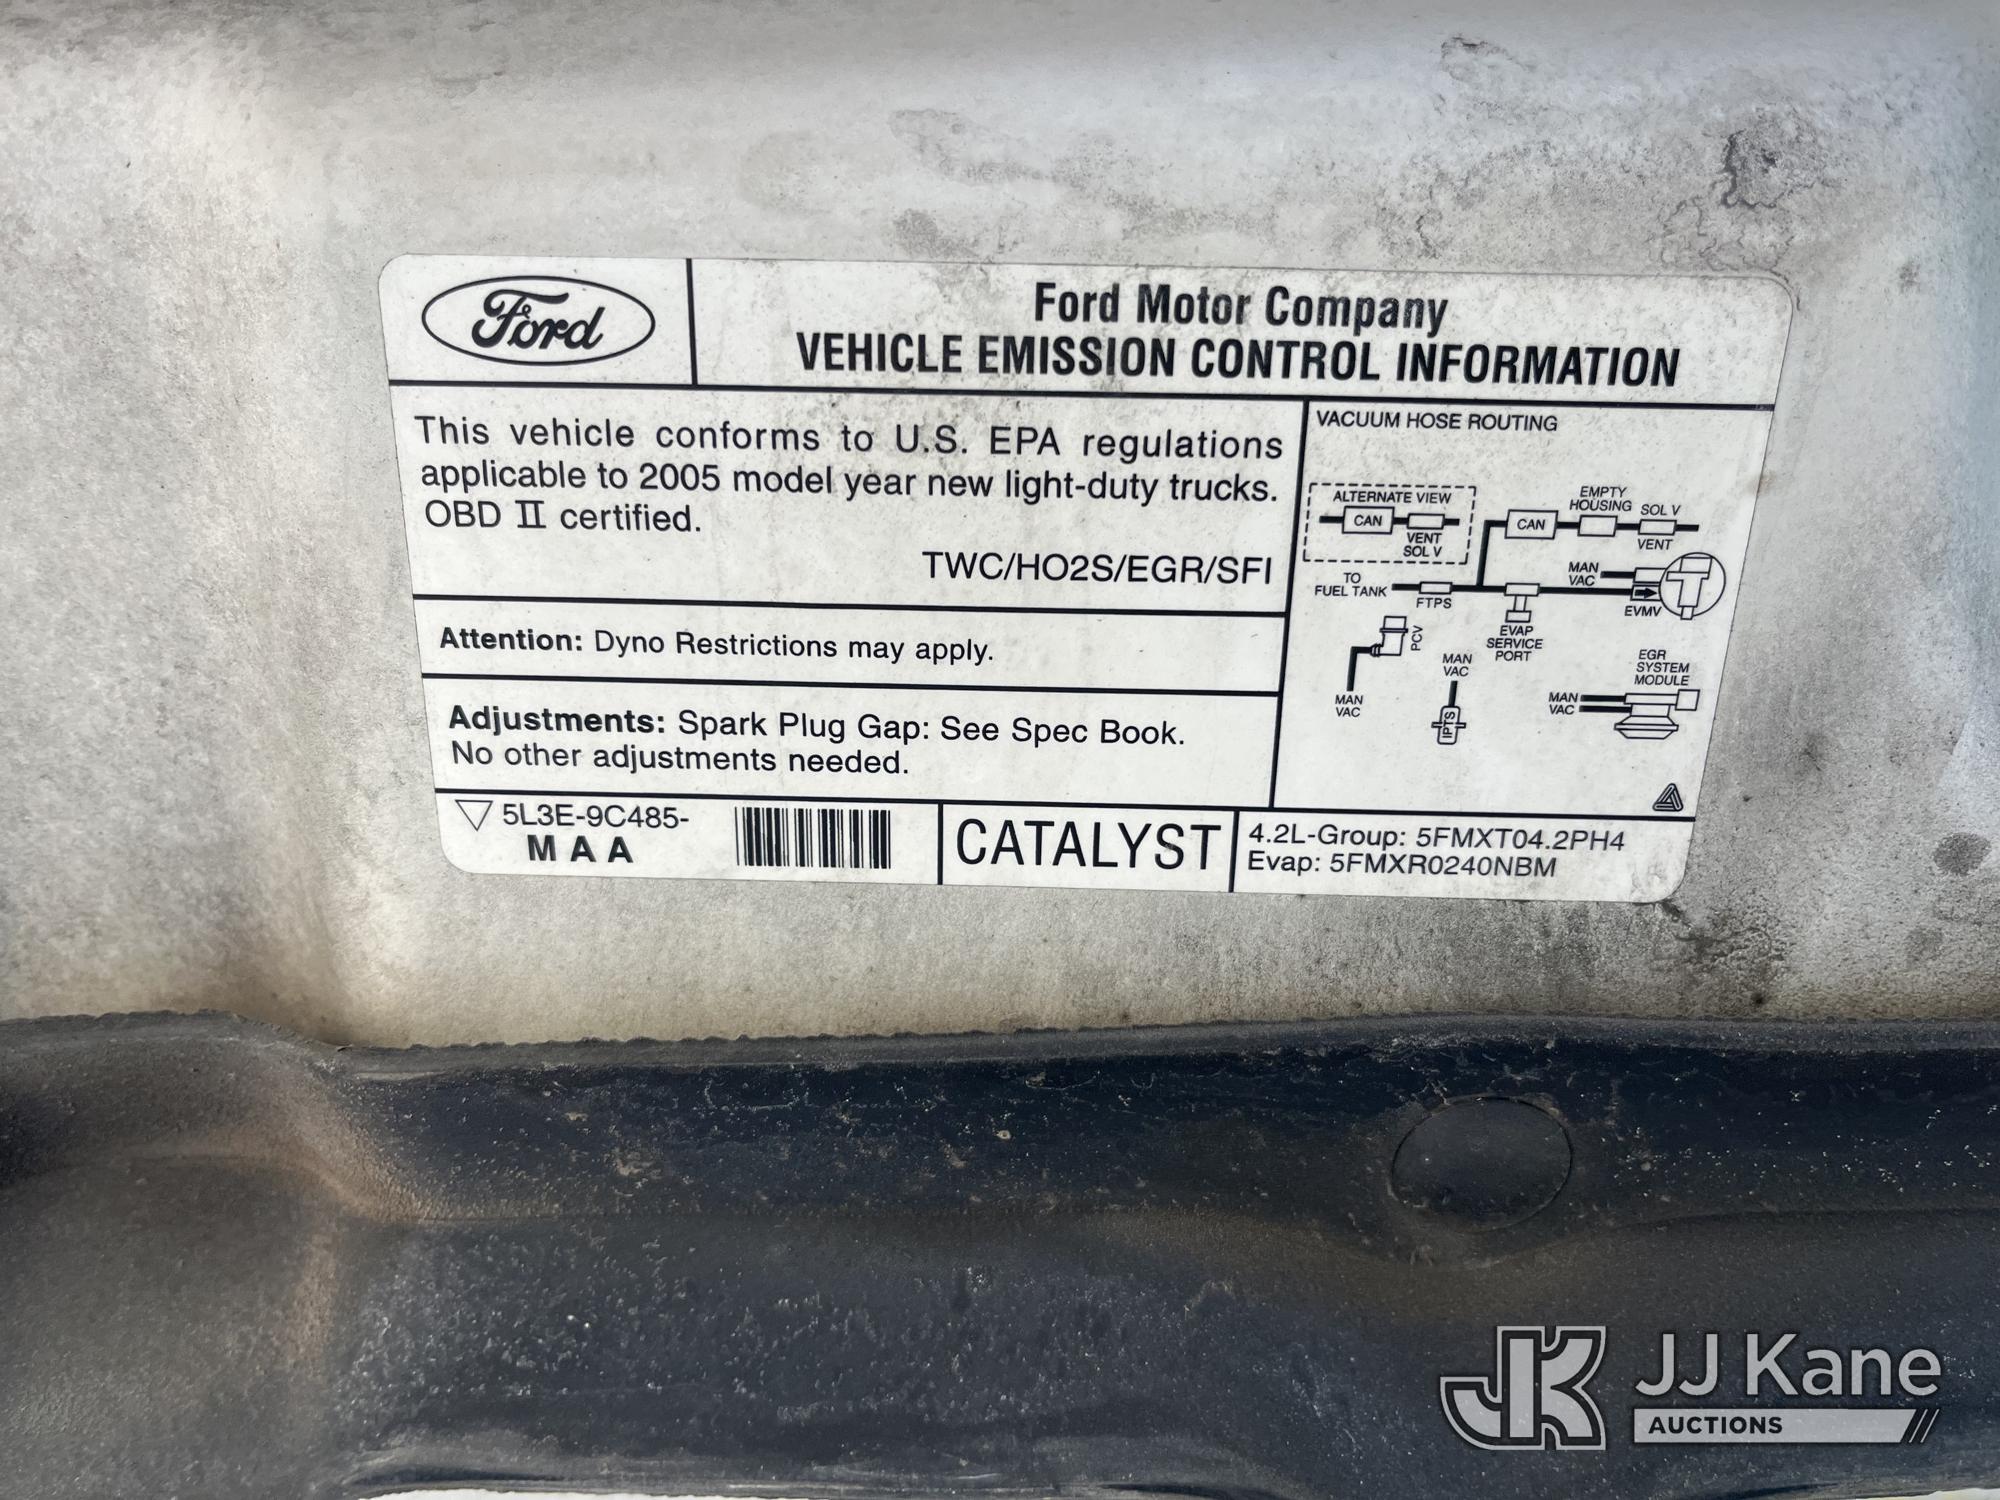 Ford
Ford Motor Company
VEHICLE EMISSION CONTROL INFORMATION
This vehicle conforms to U.S. EPA regulations
applicable to 2005 model year new light-duty trucks.
OBD II certified.
TWC/HO2S/EGR/SFI
Attention: Dyno Restrictions may apply.
Adjustments: Spark Plug Gap: See Spec Book.
No other adjustments needed.
5L3E-9C485-
MAA
CATALYST
VACUUM HOSE ROUTING
ALTERNATE VIEW
CAN
VENT
SOL V
CAN
EMPTY
HOUSING
SOL V
VENT
TO
FUEL TANK
FTPS
MAN
VAC
EVMV
EVAP
SERVICE
PORT
PCV
MAN
VAC
MAN
VAC
IPTS
EGR
SYSTEM
MODULE
MAN
VAC
4.2L-Group: 5FMXT04.2PH4
Evap: 5FMXR0240NBM
JK
JJ Kane
AUCTIONS